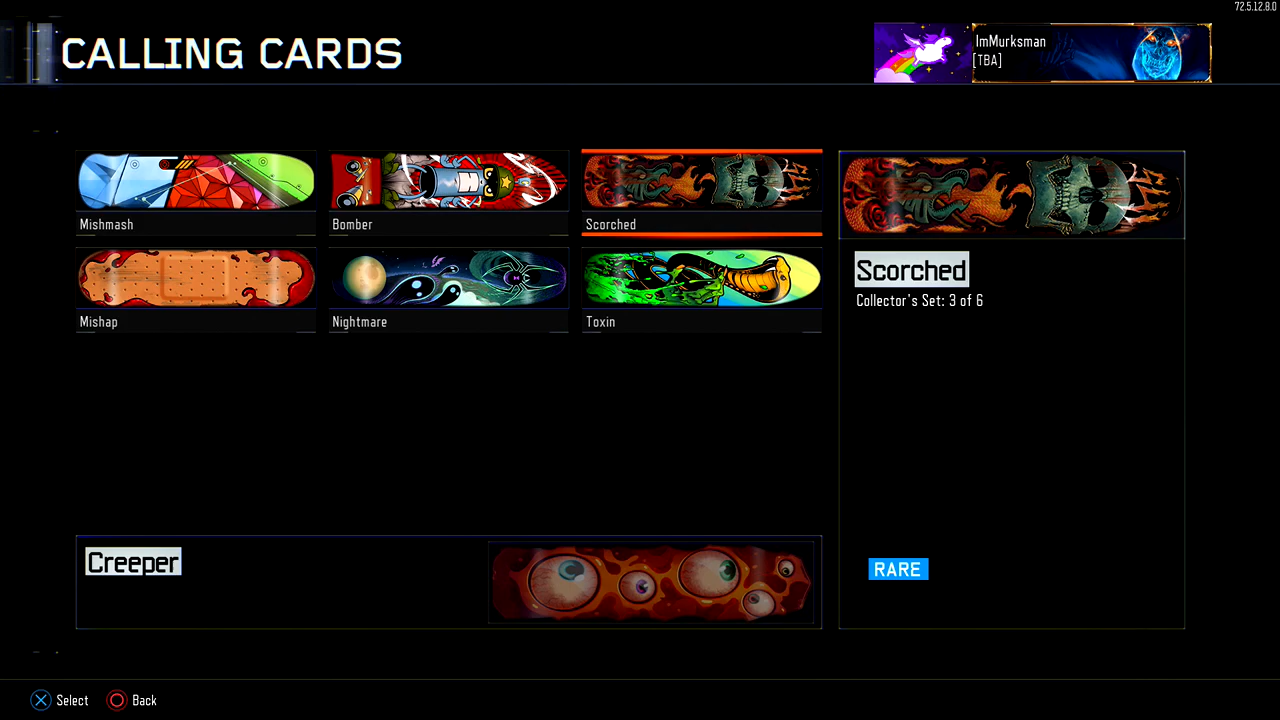 72.5.12.8.0
CALLING CARDS
ImMurksman
[TBA]
Mishmash
Bomber
Scorched
Mishap
Nightmare
Toxin
Scorched
Collector's Set: 3 of 6
RARE
Creeper
Select
Back